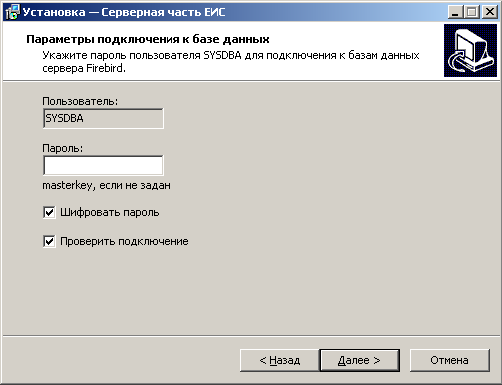 Установка — Серверная часть ЕИС
Параметры подключения к базе данных
Укажите пароль пользователя SYSDBA для подключения к базам данных
сервера Firebird.
Пользователь:
SYSDBA
Пароль:
masterkey, если не задан
Шифровать пароль
Проверить подключение
< Назад
Далее >
Отмена